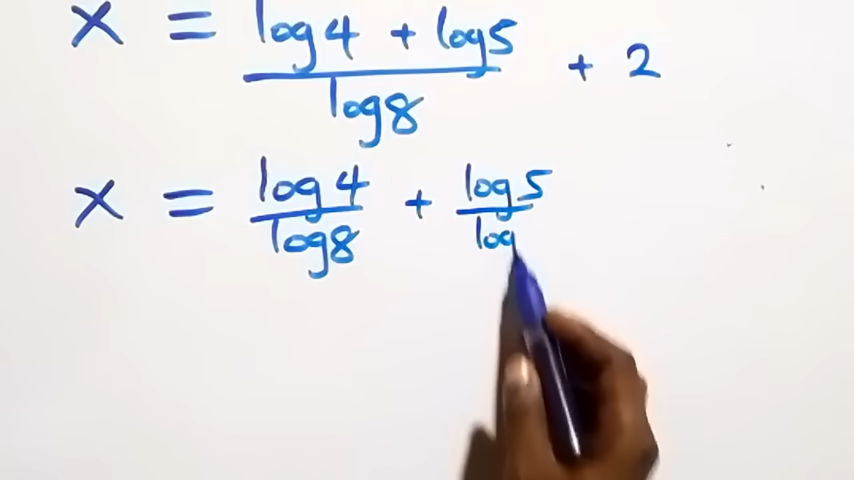 x = (log4 + log5)/log8 + 2
x = log4/log8 + log5/log